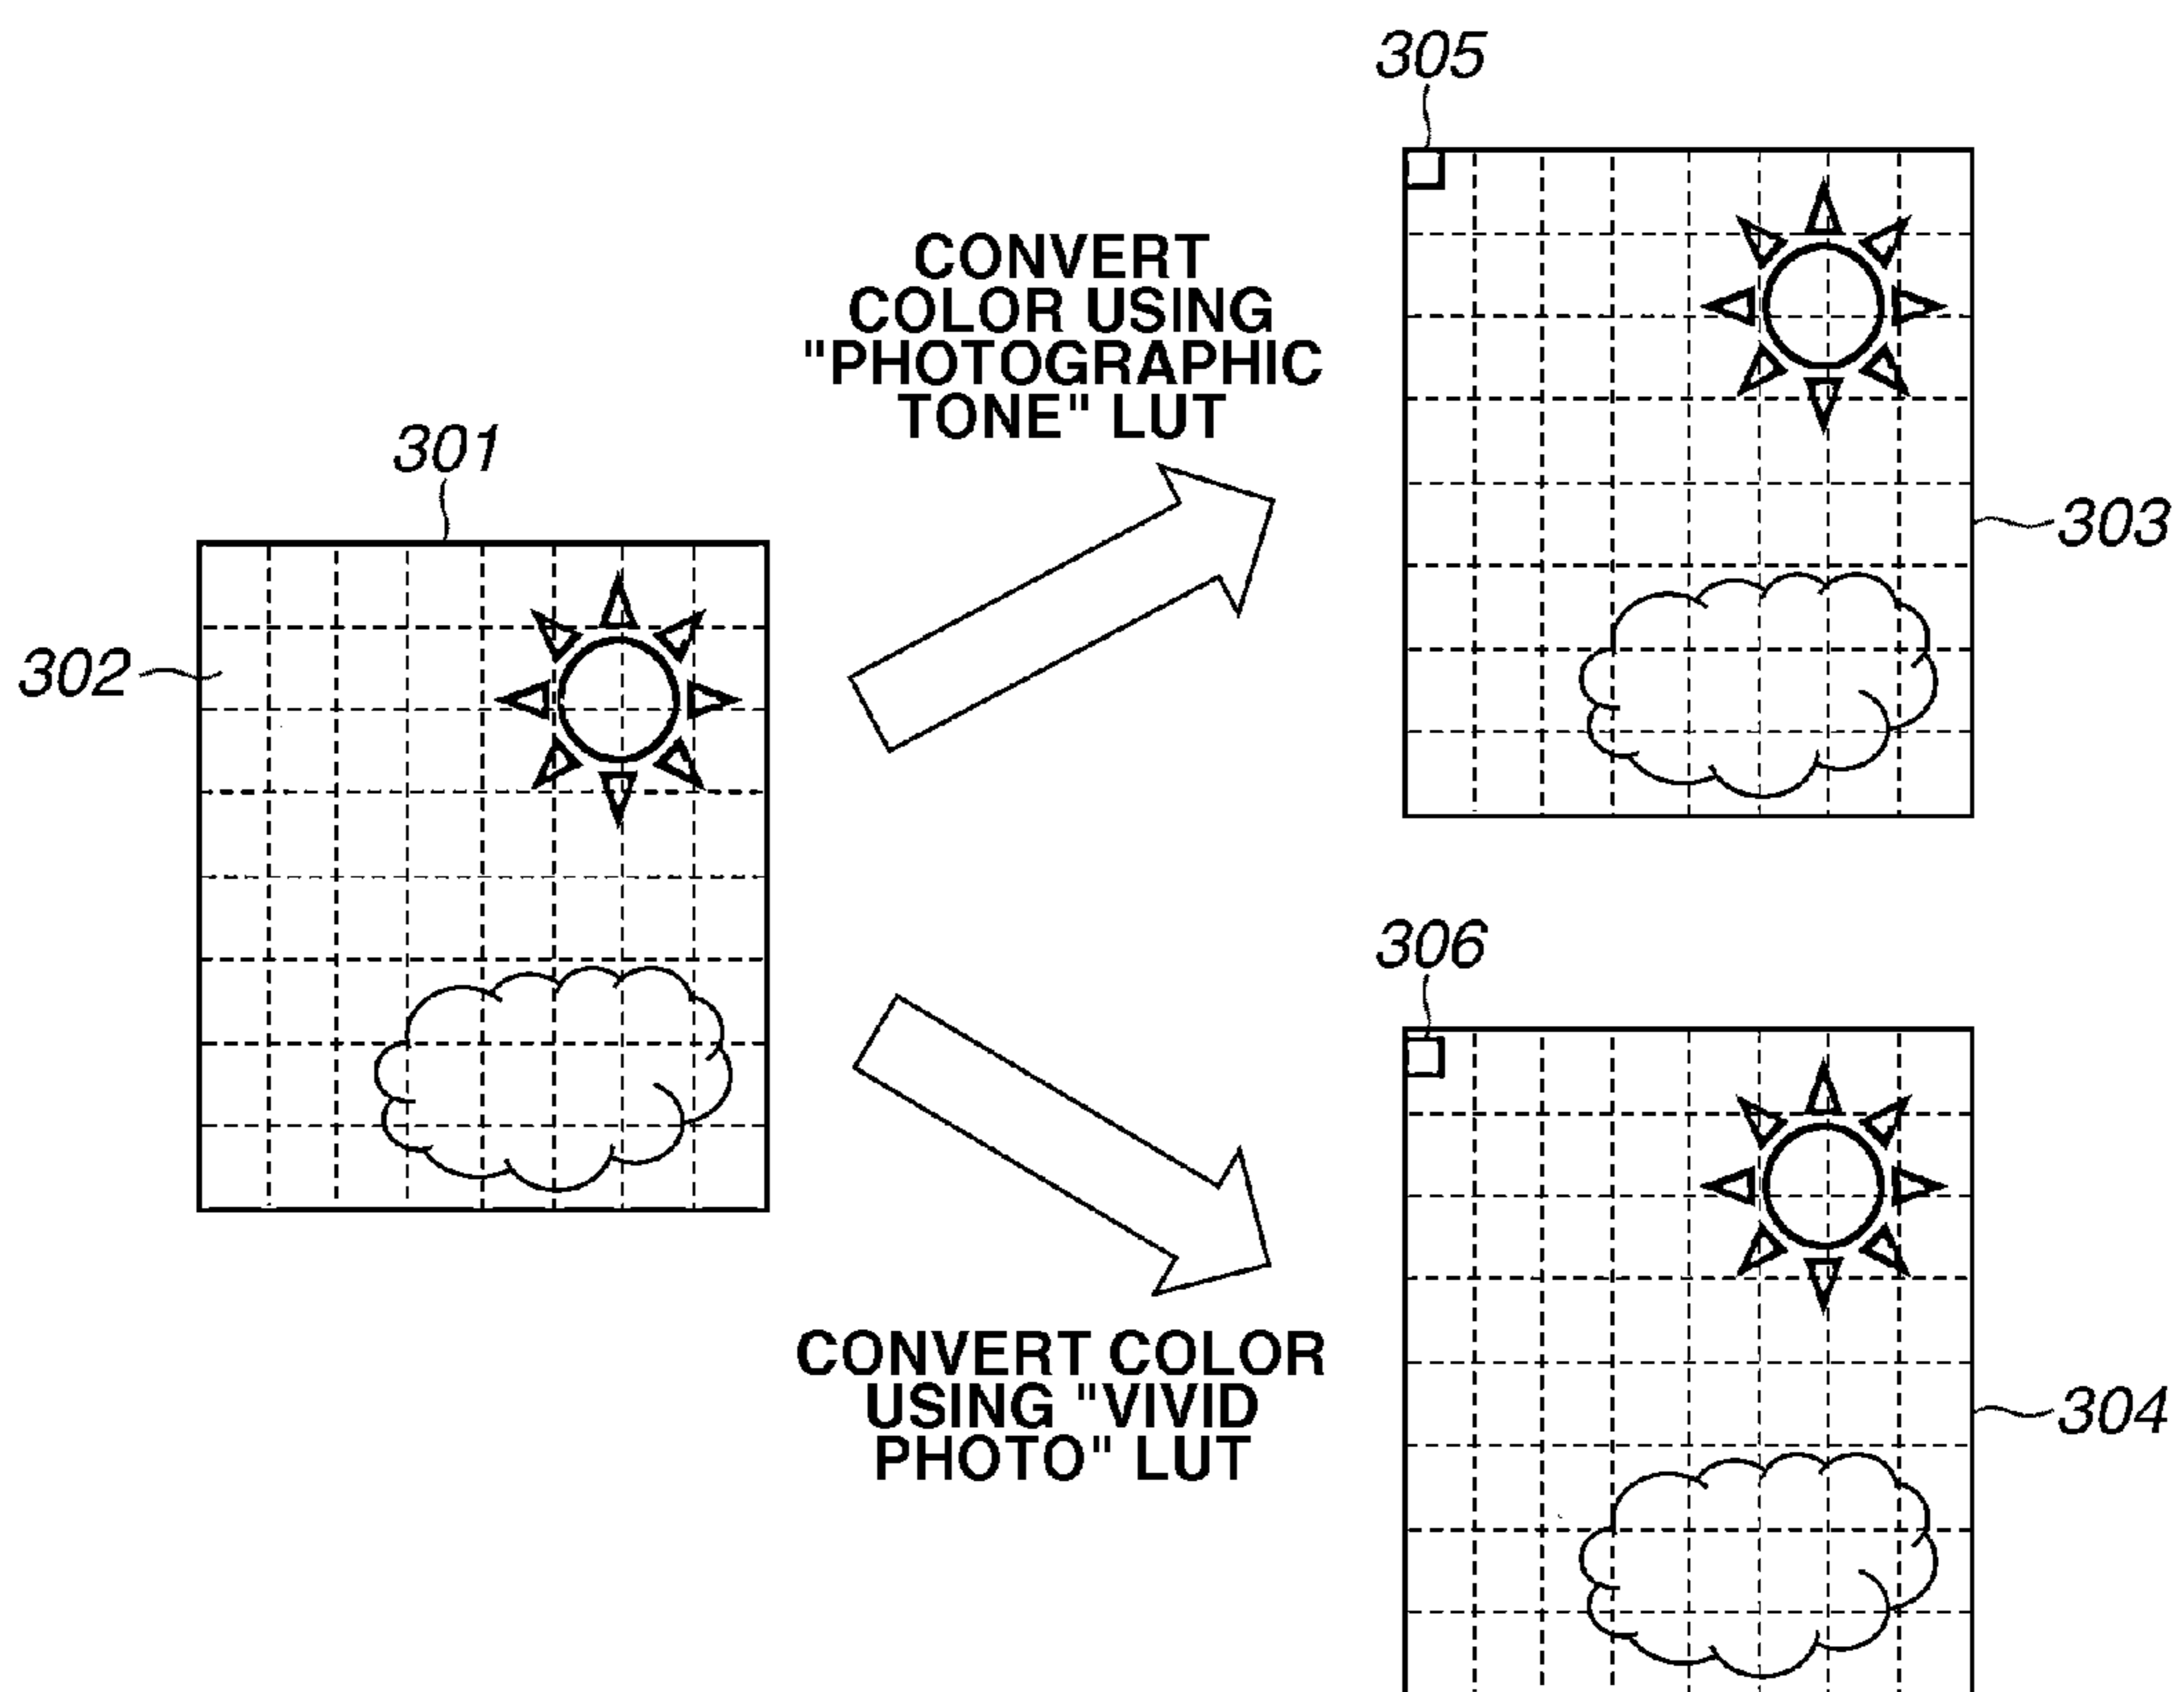 305
CONVERT
COLOR USING
"PHOTOGRAPHIC
TONE" LUT
301
303
302
306
CONVERT COLOR
USING "VIVID
PHOTO" LUT
304